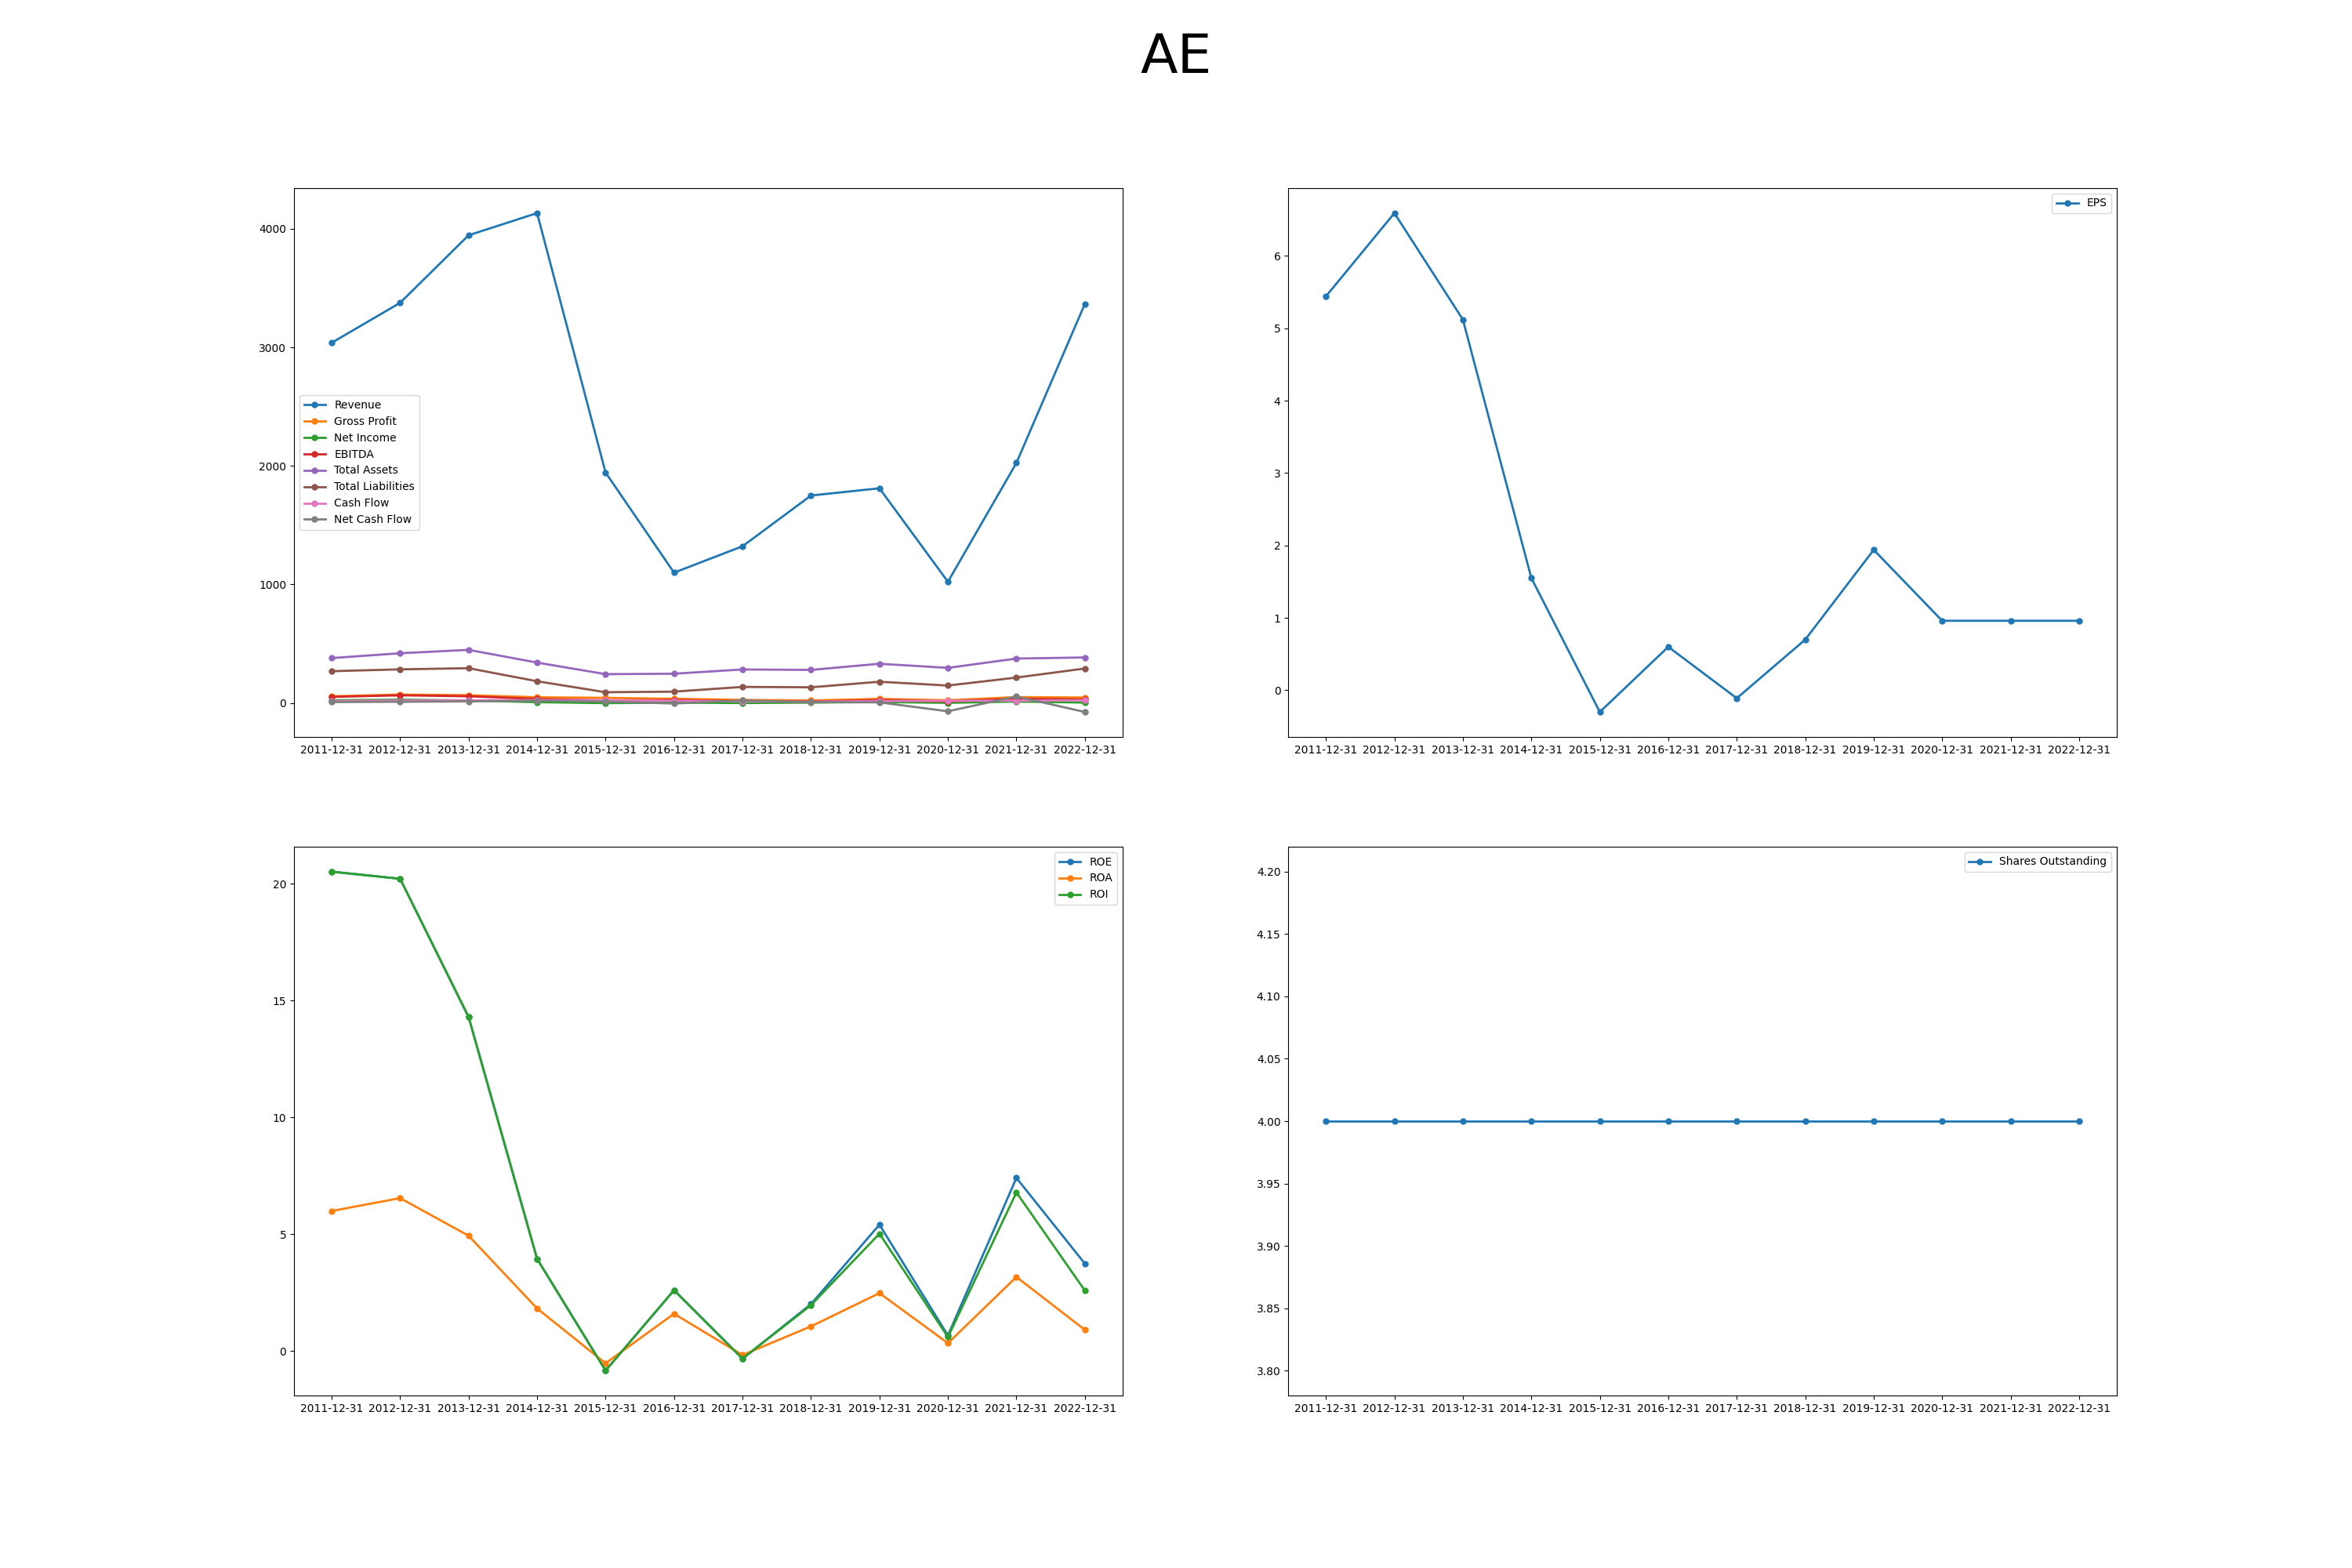 AE
4000
3000
2000
1000
0
Revenue
Gross Profit
Net Income
EBITDA
Total Assets
Total Liabilities
Cash Flow
Net Cash Flow
2011-12-31 2012-12-31 2013-12-31 2014-12-31 2015-12-31 2016-12-31 2017-12-31 2018-12-31 2019-12-31 2020-12-31 2021-12-31 2022-12-31
EPS
6
5
4
3
2
1
0
2011-12-31 2012-12-31 2013-12-31 2014-12-31 2015-12-31 2016-12-31 2017-12-31 2018-12-31 2019-12-31 2020-12-31 2021-12-31 2022-12-31
ROE
ROA
ROI
20
15
10
5
0
2011-12-31 2012-12-31 2013-12-31 2014-12-31 2015-12-31 2016-12-31 2017-12-31 2018-12-31 2019-12-31 2020-12-31 2021-12-31 2022-12-31
Shares Outstanding
4.20
4.15
4.10
4.05
4.00
3.95
3.90
3.85
3.80
2011-12-31 2012-12-31 2013-12-31 2014-12-31 2015-12-31 2016-12-31 2017-12-31 2018-12-31 2019-12-31 2020-12-31 2021-12-31 2022-12-31